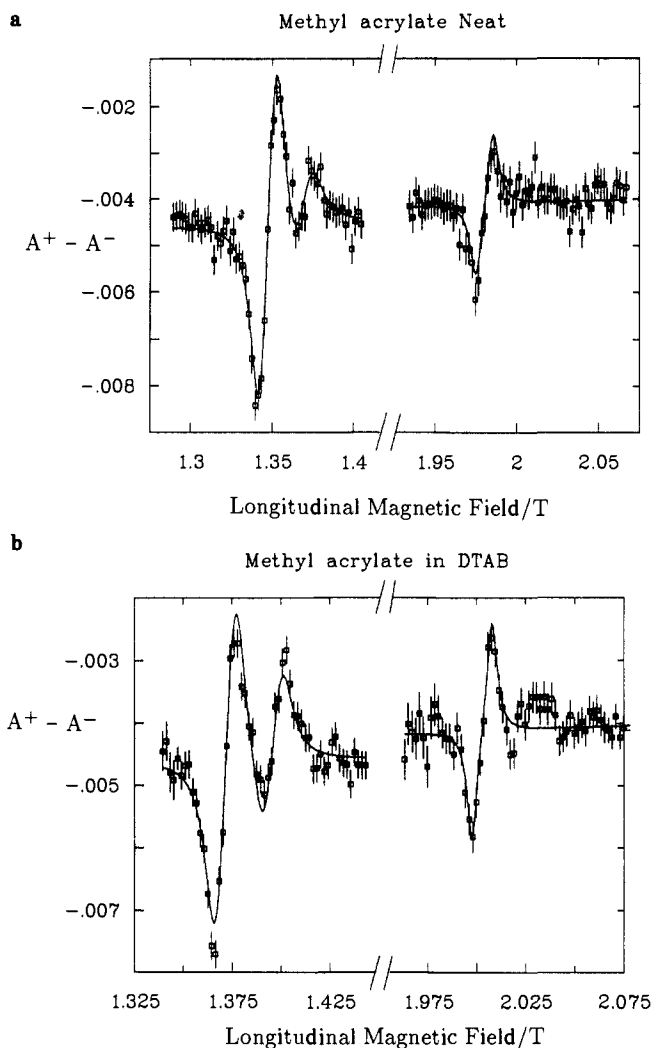 a
Methyl acrylate Neat
-.002
-.004
A⁺ – A⁻
-.006
-.008
1.3 1.35 1.4 1.95 2 2.05
Longitudinal Magnetic Field/T
b
Methyl acrylate in DTAB
-.003
A⁺ – A⁻
-.005
-.007
1.325 1.375 1.425 1.975 2.025 2.075
Longitudinal Magnetic Field/T